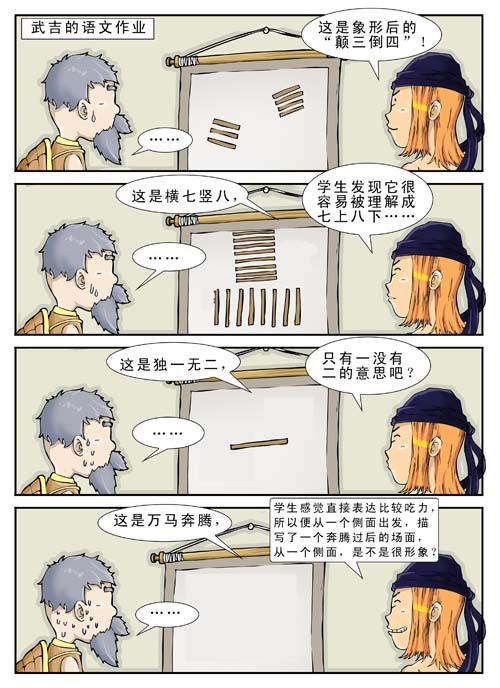 武吉的语文作业
这是象形后的
“颠三倒四”！
……
这是横七竖八，
学生发现它很
容易被理解成
七上八下……
……
这是独一无二，
只有一没有
二的意思吧？
……
这是万马奔腾，
学生感觉直接表达比较吃力，
所以便从一个侧面出发，描
写了一个奔腾过后的场面，
从一个侧面，是不是很形象？
……